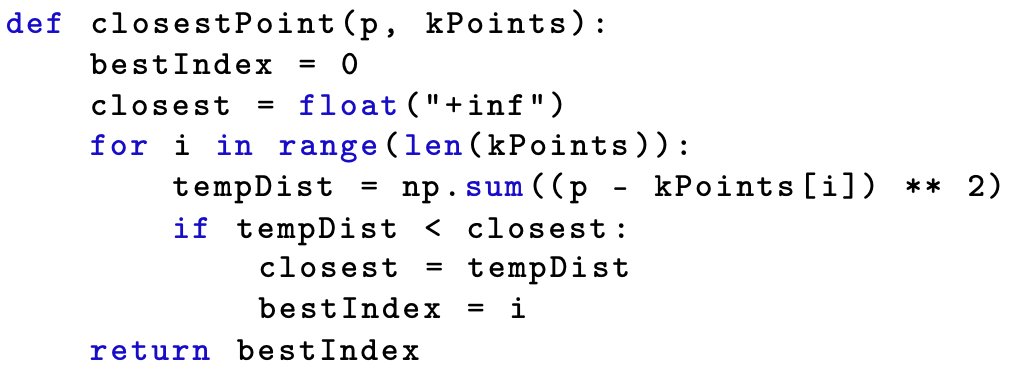 def closestPoint(p, kPoints):
    bestIndex = 0
    closest = float("+inf")
    for i in range(len(kPoints)):
        tempDist = np.sum((p - kPoints[i]) ** 2)
        if tempDist < closest:
            closest = tempDist
            bestIndex = i
    return bestIndex